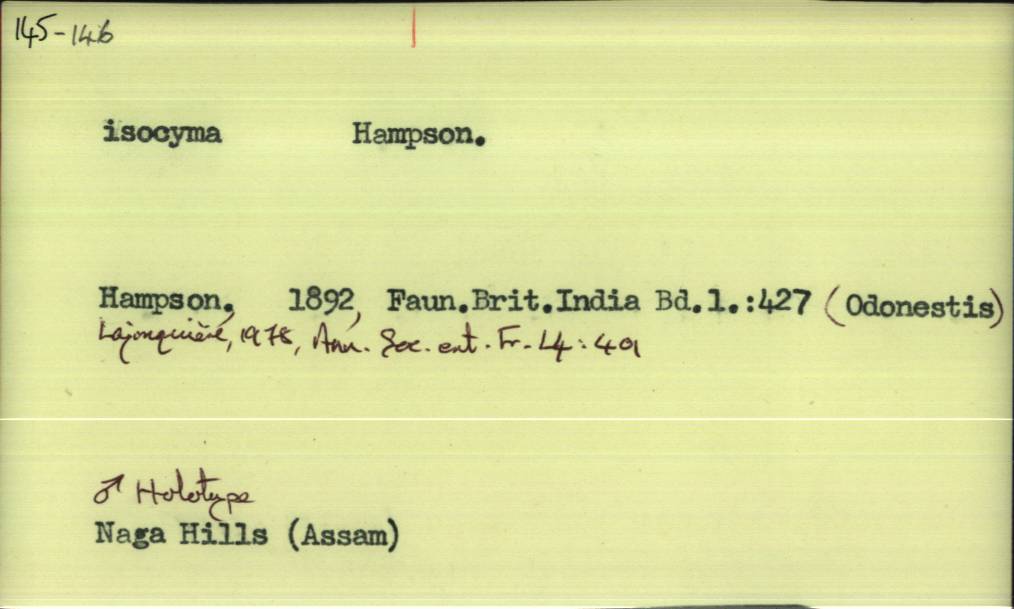 145-146
isocyma Hampson.
Hampson, 1892, Faun.Brit.India Bd.1.:427 (Odonestis)
Lajonquière, 1978, Ann. Soc. ent. Fr. 14: 401
♂ Holotype
Naga Hills (Assam)